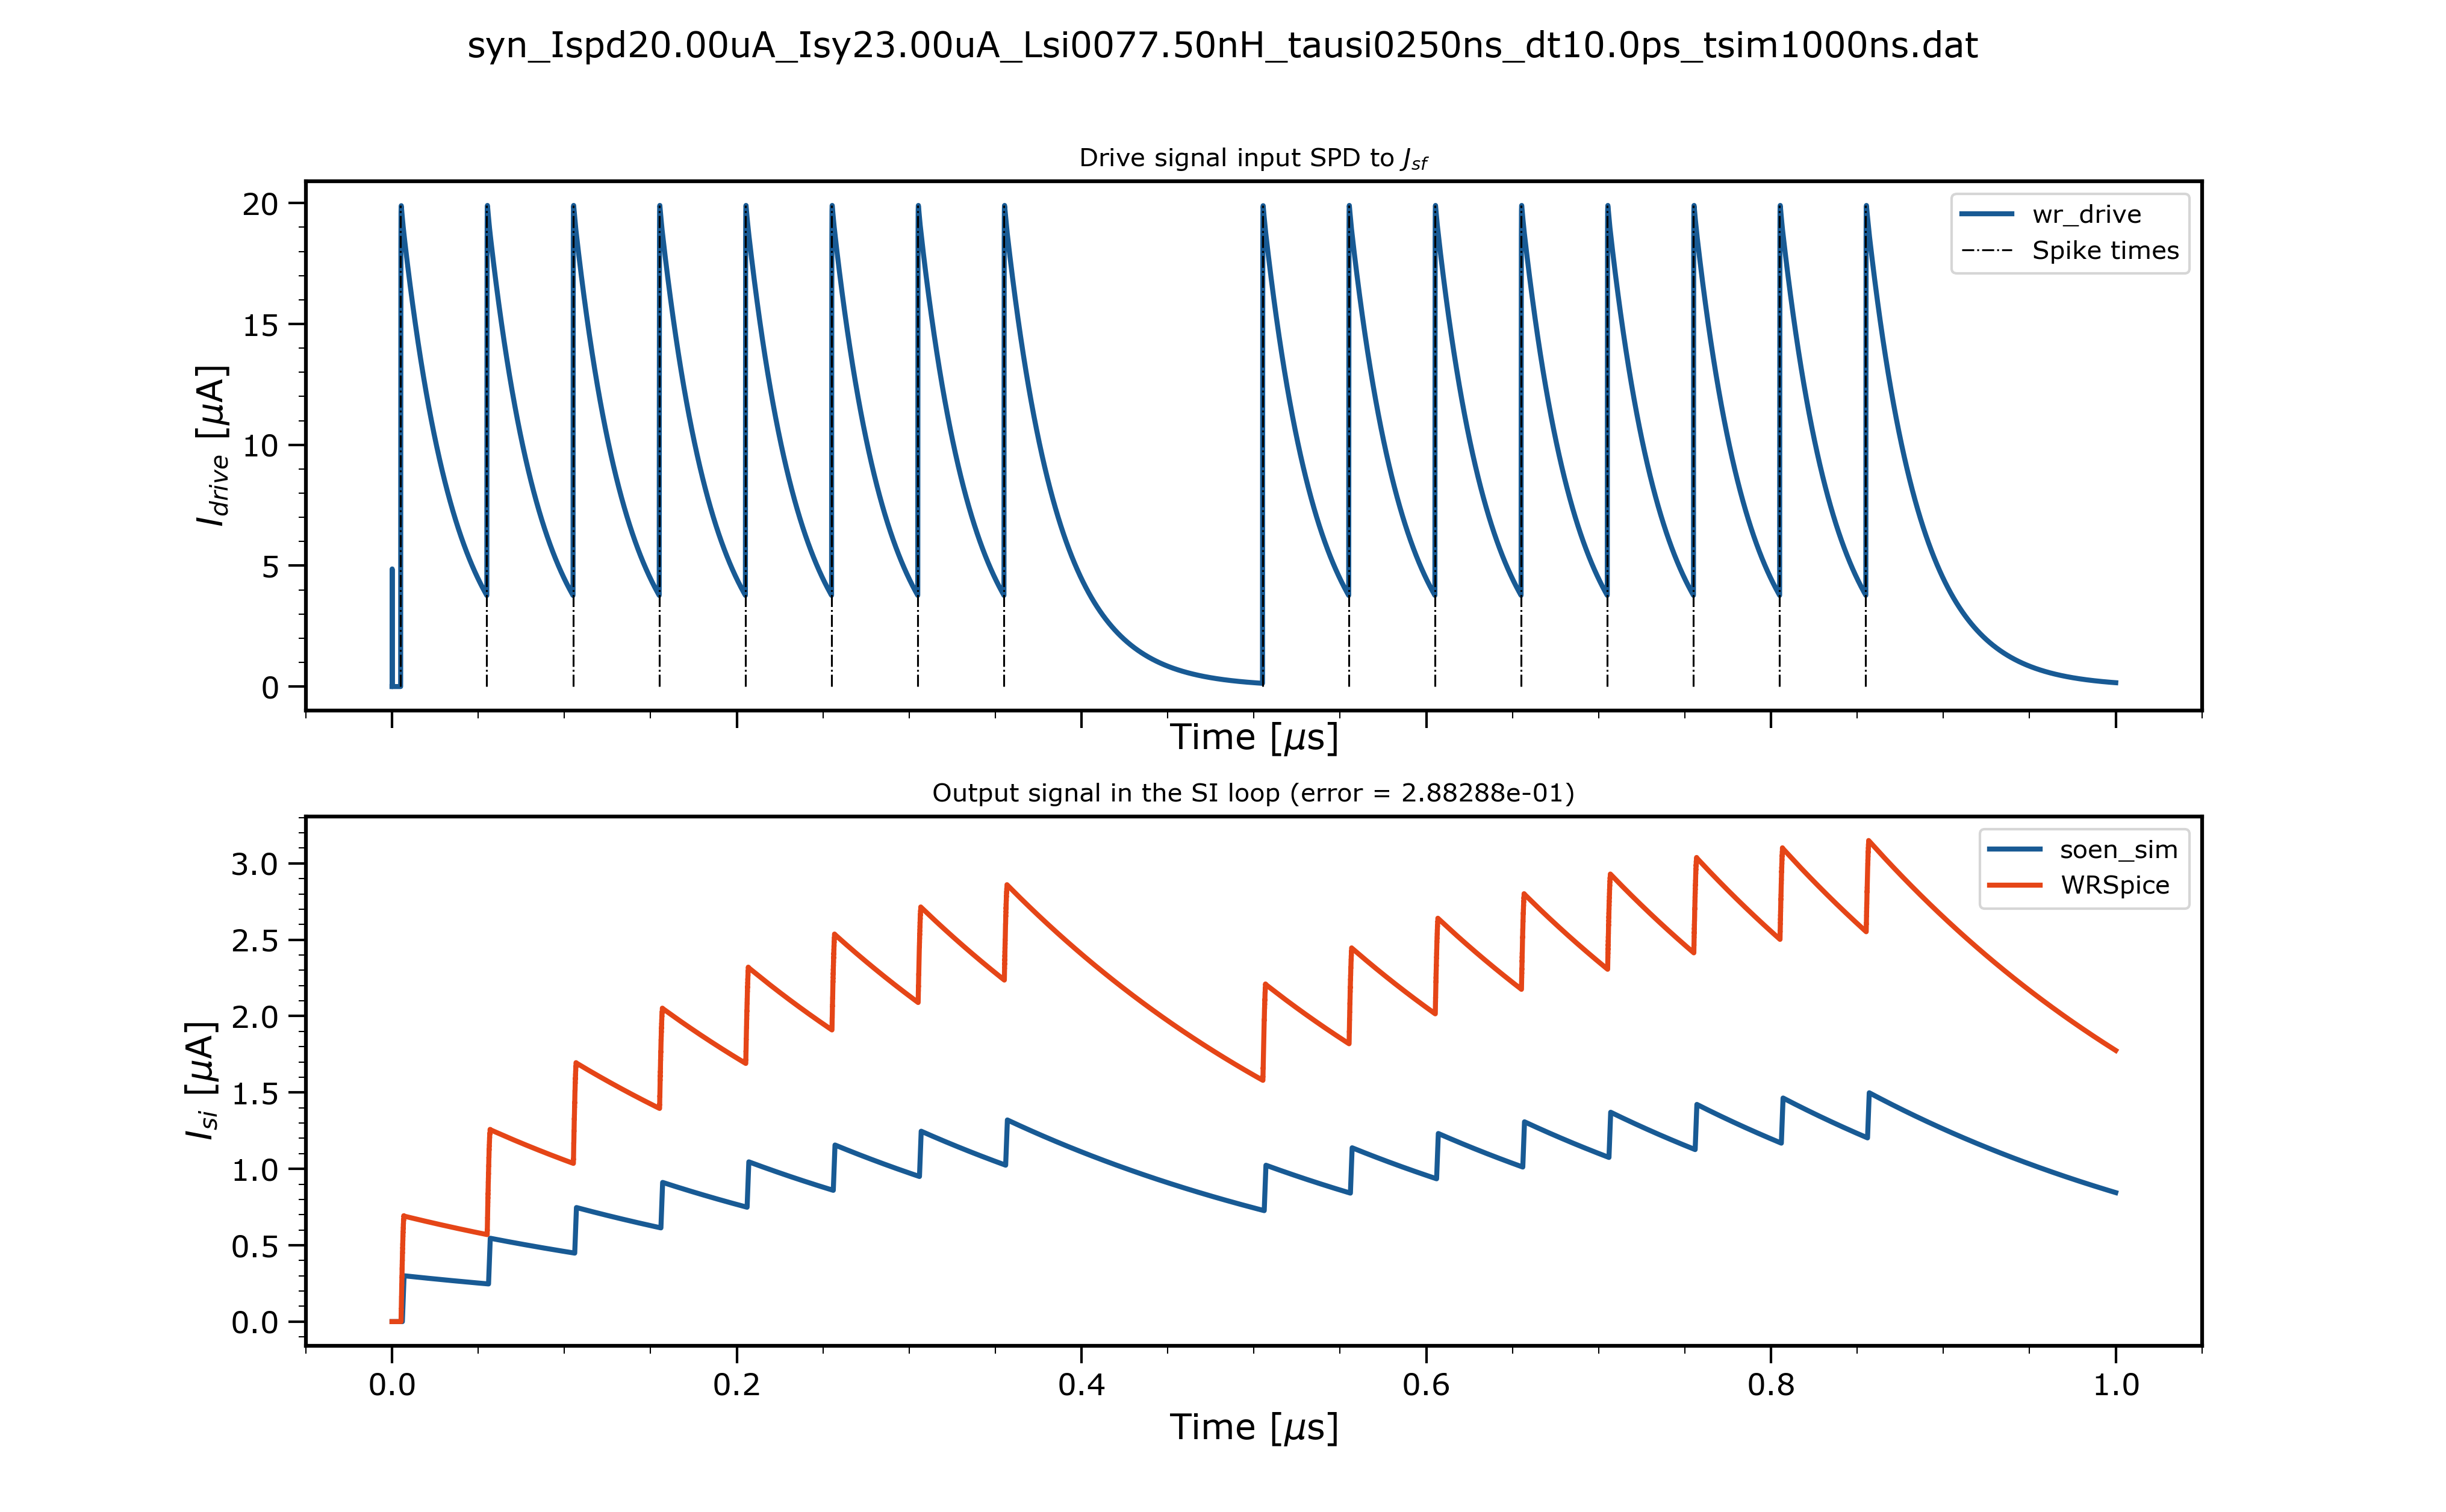 syn_Ispd20.00uA_Isy23.00uA_Lsi0077.50nH_tausi0250ns_dt10.0ps_tsim1000ns.dat
Drive signal input SPD to J_sf
I_drive [μA]
20
15
10
5
0
wr_drive
Spike times
Time [μs]
Output signal in the SI loop (error = 2.88288e-01)
I_si [μA]
3.0
2.5
2.0
1.5
1.0
0.5
0.0
soen_sim
WRSpice
0.0 0.2 0.4 0.6 0.8 1.0
Time [μs]